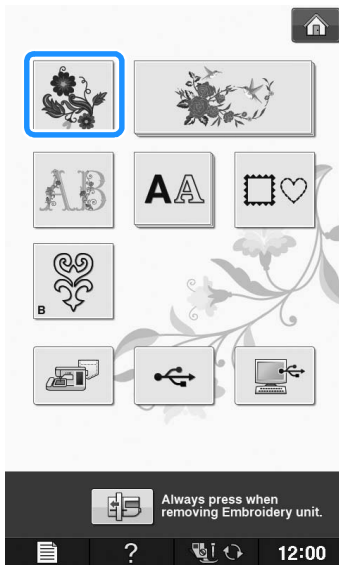 AB
AA
B
Always press when
removing Embroidery unit.
?
12:00